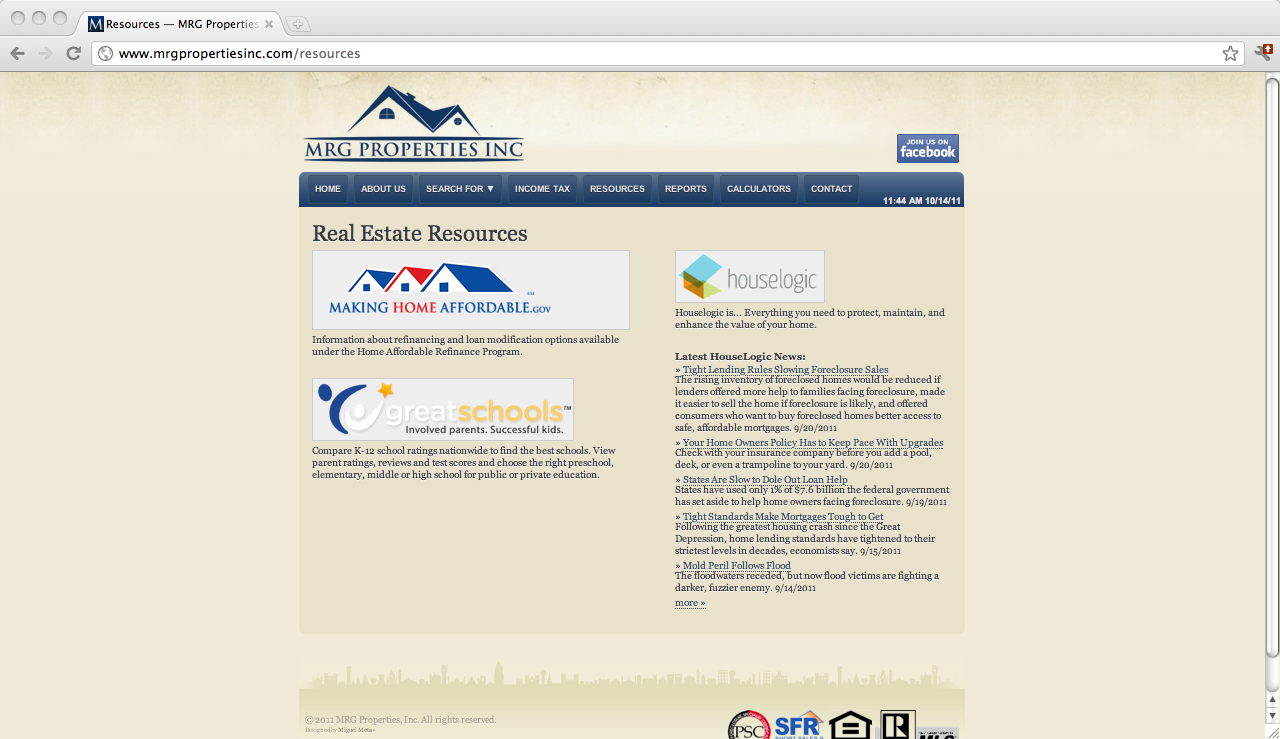 Resources — MRG Properties
www.mrgpropertiesinc.com/resources
MRG PROPERTIES INC
JOIN US ON
facebook
HOME
ABOUT US
SEARCH FOR ▼
INCOME TAX
RESOURCES
REPORTS
CALCULATORS
CONTACT
11:44 AM 10/14/11
Real Estate Resources
MAKING HOME AFFORDABLE.GOV
Information about refinancing and loan modification options available
under the Home Affordable Refinance Program.
greatschools™
Involved parents. Successful kids.
Compare K-12 school ratings nationwide to find the best schools. View
parent ratings, reviews and test scores and choose the right preschool,
elementary, middle or high school for public or private education.
houselogic
Houselogic is... Everything you need to protect, maintain, and
enhance the value of your home.
Latest HouseLogic News:
» Tight Lending Rules Slowing Foreclosure Sales
The rising inventory of foreclosed homes would be reduced if
lenders offered more help to families facing foreclosure, made
it easier to sell the home if foreclosure is likely, and offered
consumers who want to buy foreclosed homes better access to
safe, affordable mortgages. 9/20/2011
» Your Home Owners Policy Has to Keep Pace With Upgrades
Check with your insurance company before you add a pool,
deck, or even a trampoline to your yard. 9/20/2011
» States Are Slow to Dole Out Loan Help
States have used only 1% of $7.6 billion the federal government
has set aside to help home owners facing foreclosure. 9/19/2011
» Tight Standards Make Mortgages Tough to Get
Following the greatest housing crash since the Great
Depression, home lending standards have tightened to their
strictest levels in decades, economists say. 9/15/2011
» Mold Peril Follows Flood
The floodwaters receded, but now flood victims are fighting a
darker, fuzzier enemy. 9/14/2011
more »
© 2011 MRG Properties, Inc. All rights reserved.
Designed by Miguel Mota+
PSC
SFR
SHORT SALES &
R
MLS